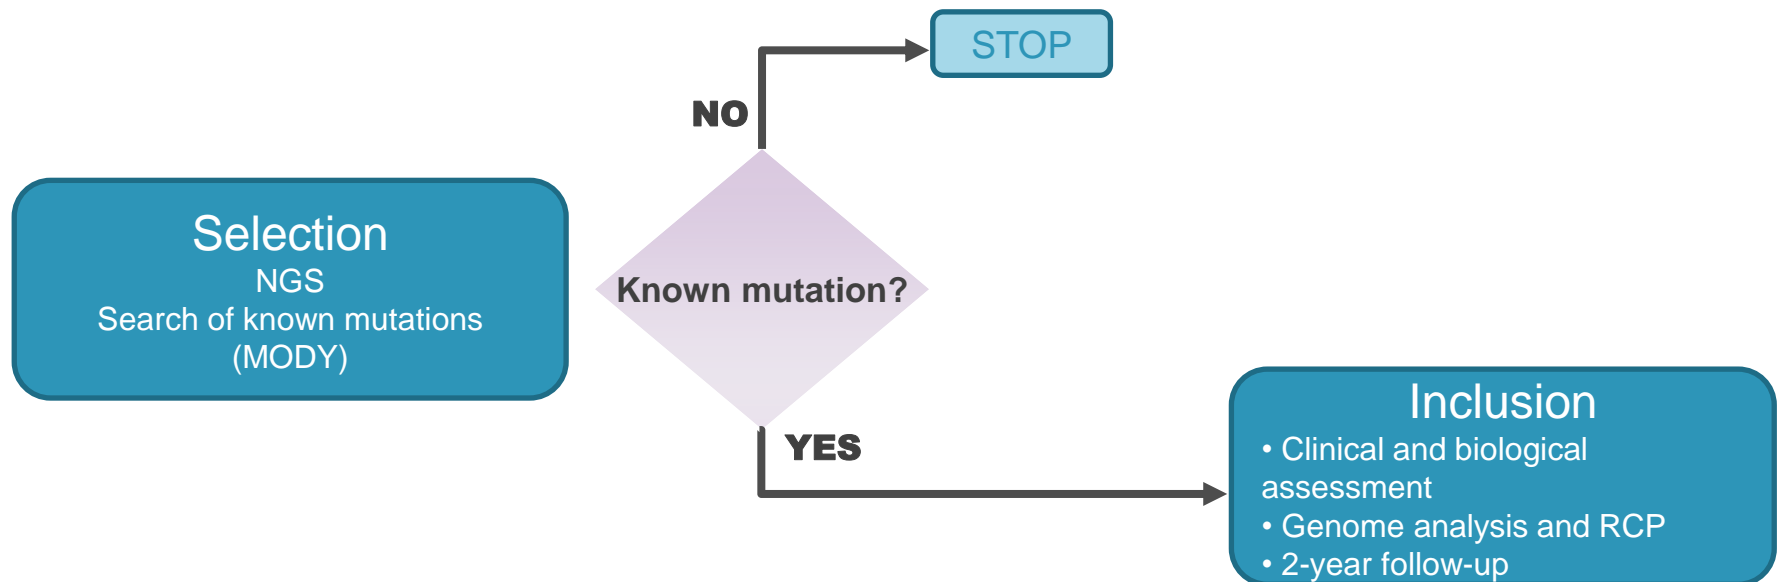 STOP
NO
Selection
NGS
Search of known mutations
(MODY)
Known mutation?
YES
Inclusion
• Clinical and biological
assessment
• Genome analysis and RCP
• 2-year follow-up